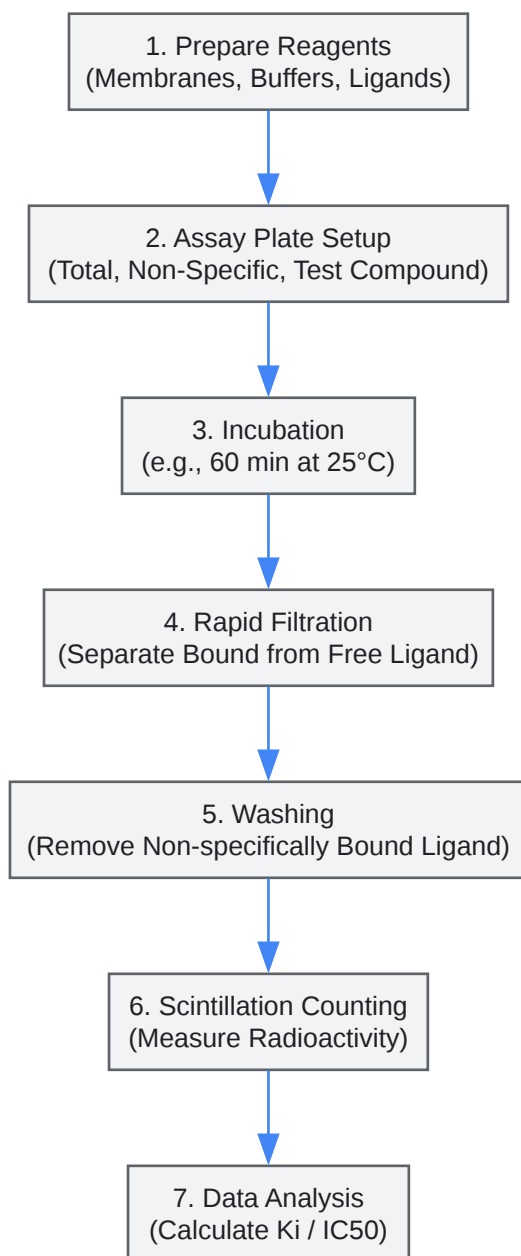 1. Prepare Reagents
(Membranes, Buffers, Ligands)
2. Assay Plate Setup
(Total, Non-Specific, Test Compound)
3. Incubation
(e.g., 60 min at 25°C)
4. Rapid Filtration
(Separate Bound from Free Ligand)
5. Washing
(Remove Non-specifically Bound Ligand)
6. Scintillation Counting
(Measure Radioactivity)
7. Data Analysis
(Calculate Ki / IC50)